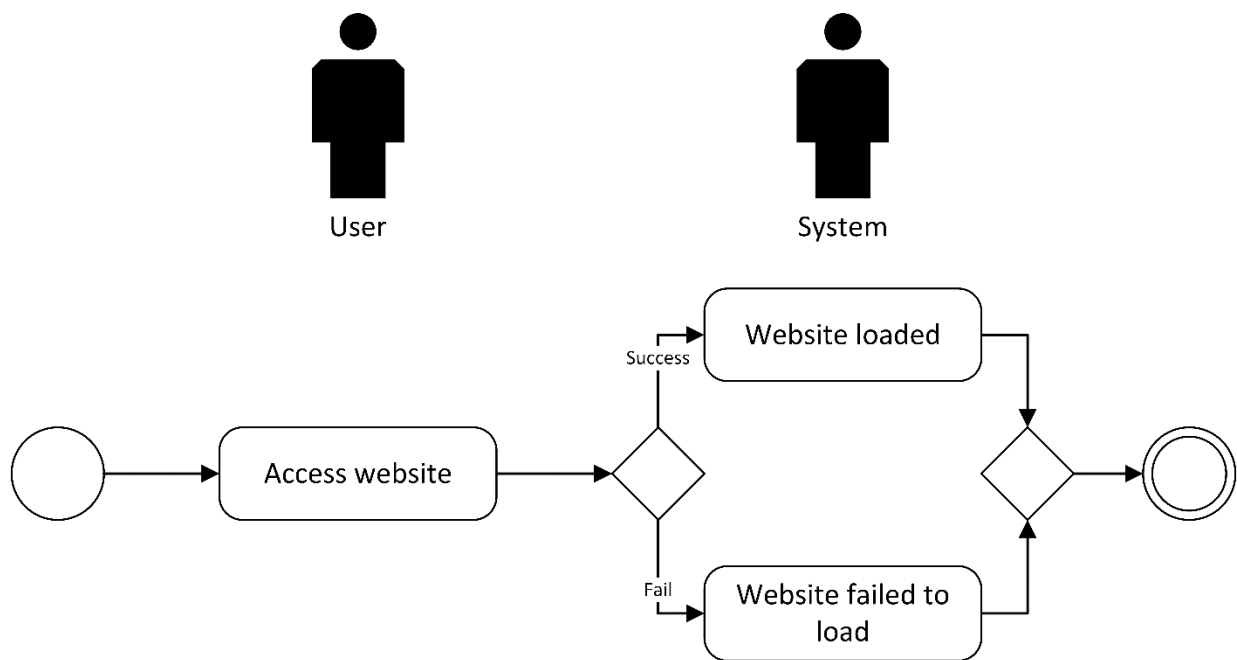 User
System
Website loaded
Success
Access website
Fail
Website failed to
load